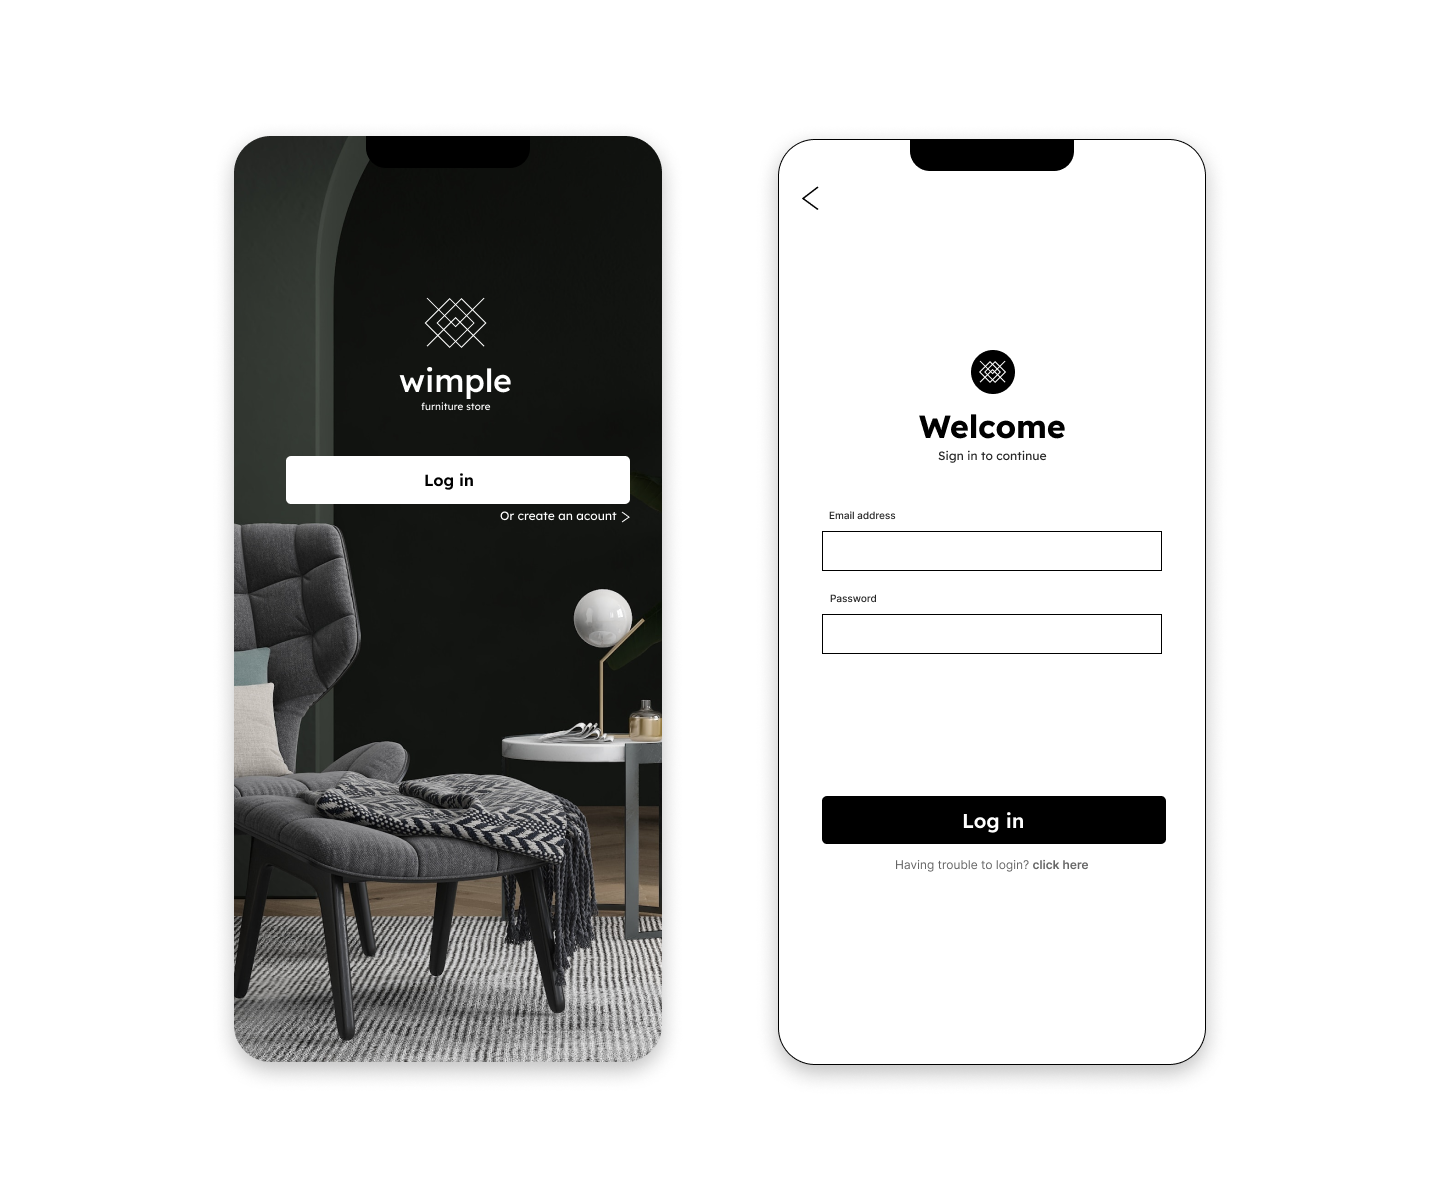 wimple
furniture store
Log in
Or create an acount
Welcome
Sign in to continue
Email address
Password
Log in
Having trouble to login? click here